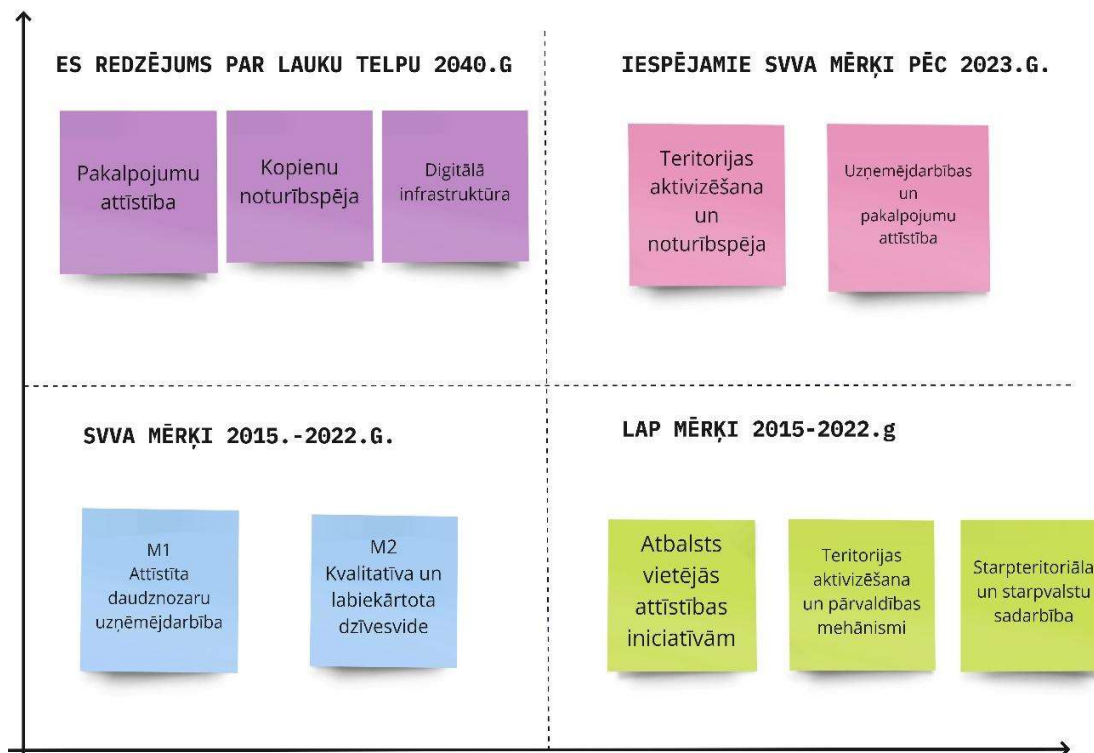 ES REDZĒJUMS PAR LAUKU TELPU 2040.G
Pakalpojumu
attīstība
Kopienu
noturībspēja
Digitālā
infrastruktūra
IESPĒJAMIE SVVA MĒRĶI PĒC 2023.G.
Teritorijas
aktivizēšana
un
noturībspēja
Uzņemējdarbības
un
pakalpojumu
attīstība
SVVA MĒRĶI 2015.-2022.G.
M1
Attīstīta
daudznozaru
uzņēmējdarbība
M2
Kvalitatīva un
labiekārtota
dzīvesvide
LAP MĒRĶI 2015-2022.g
Atbalsts
vietējās
attīstības
iniciatīvām
Teritorijas
aktivizēšana
un pārvaldības
mehānismi
Starpteritoriāla
un starpvalstu
sadarbība